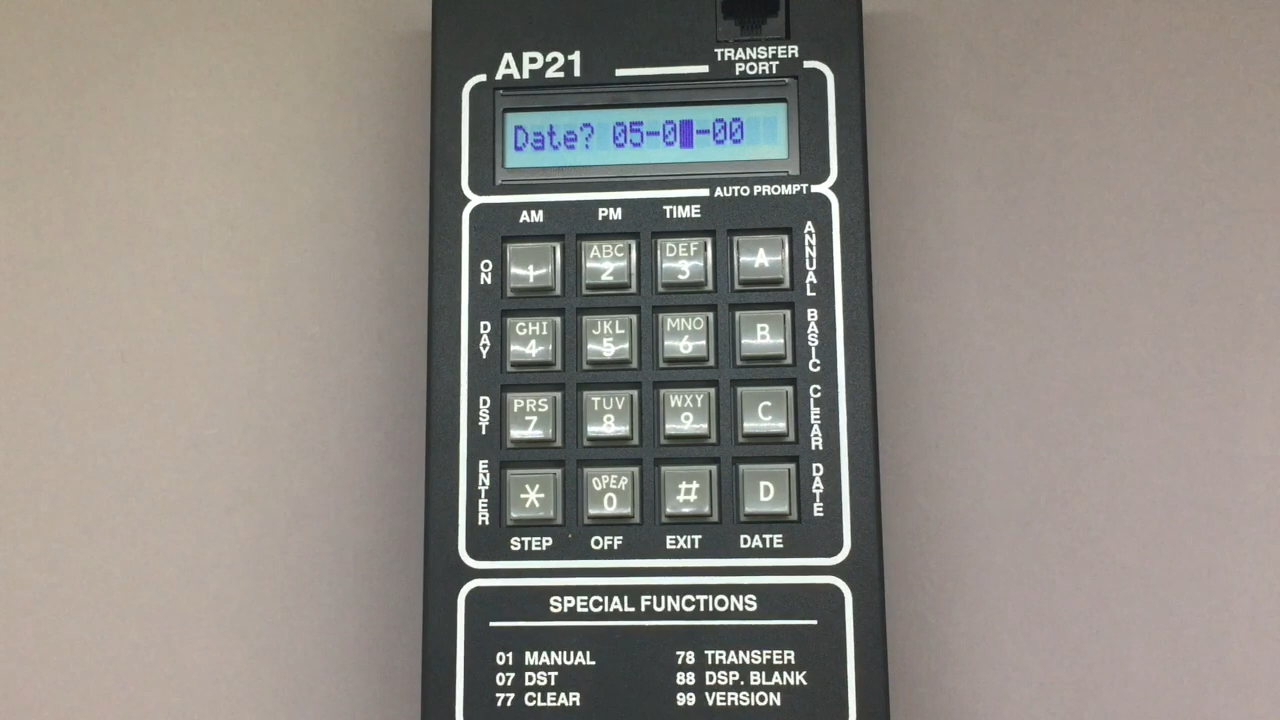 TRANSFER
PORT
AP21
Date? 05-0 -00
AUTO PROMPT
AM PM TIME
ON
DAY
DST
ENTER
1
ABC
2
DEF
3
A
GHI
4
JKL
5
MNO
6
B
PRS
7
TUV
8
WXY
9
C
*
OPER
0
#
D
ANNUAL
BASIC
CLEAR
DATE
STEP OFF EXIT DATE
SPECIAL FUNCTIONS
01 MANUAL
07 DST
77 CLEAR
78 TRANSFER
88 DSP. BLANK
99 VERSION